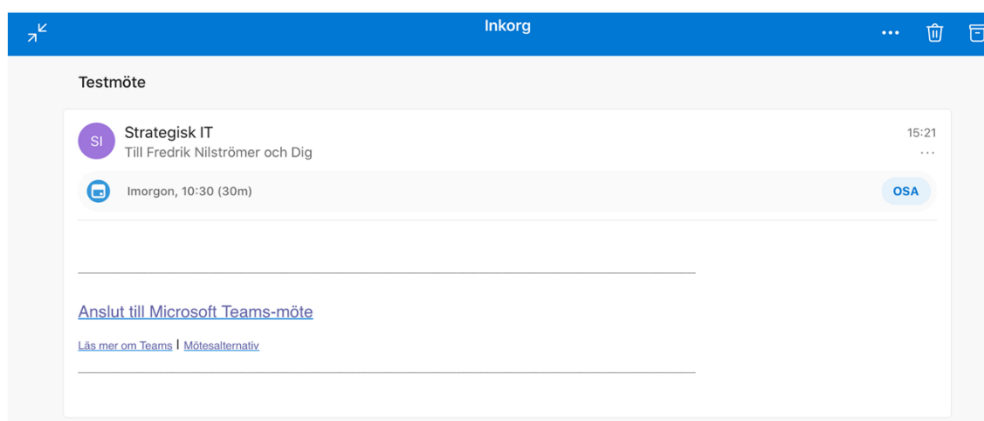 Inkorg
Testmöte
SI
Strategisk IT
15:21
Till Fredrik Nilströmer och Dig
Imorgon, 10:30 (30m)
OSA
Anslut till Microsoft Teams-möte
Läs mer om Teams | Mötesalternativ